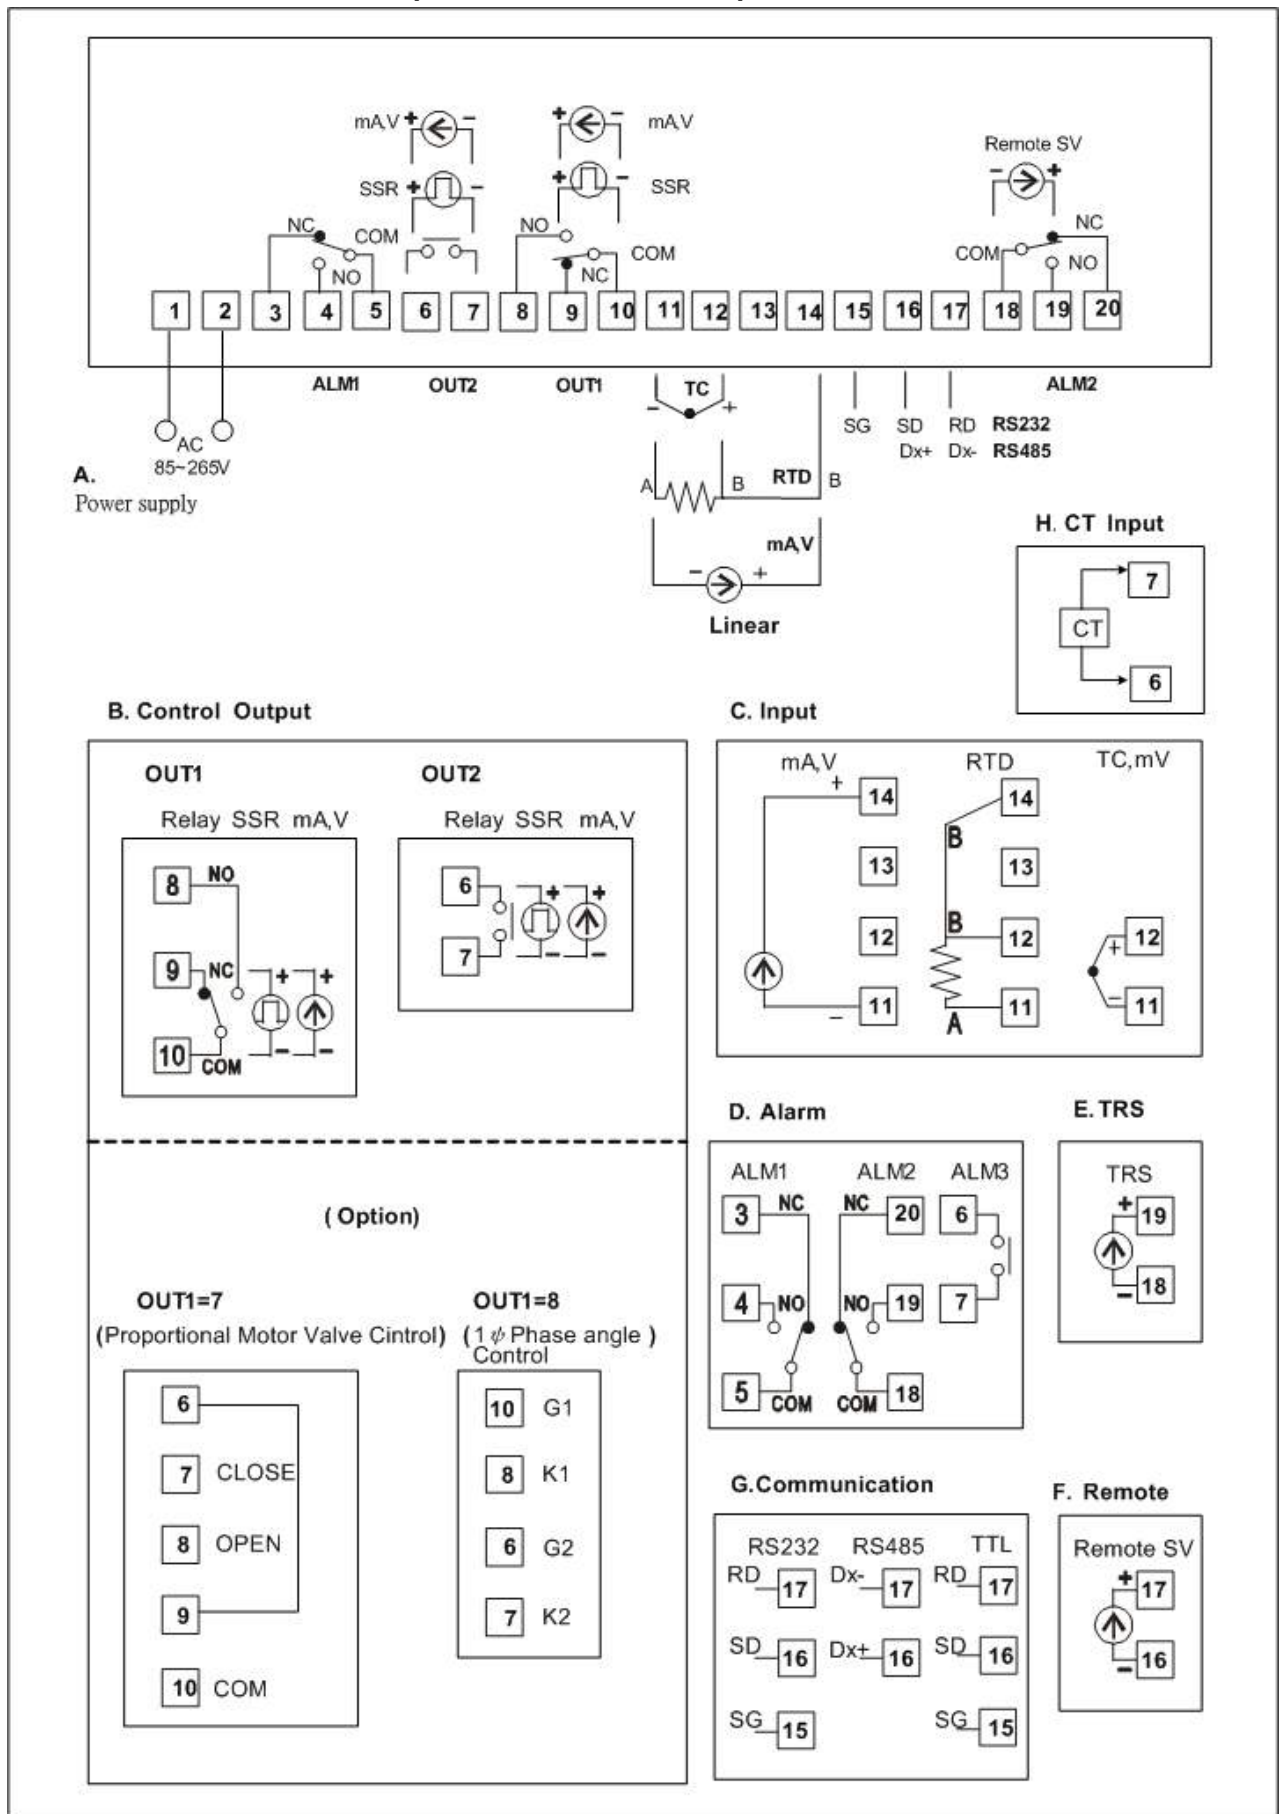 mA,V + - + - mA,V
Remote SV
- +
SSR + - + - SSR
NC COM NO NC
NO COM COM NO
NC
1 2 3 4 5 6 7 8 9 10 11 12 13 14 15 16 17 18 19 20
ALM1 OUT2 OUT1 TC ALM2
- +
SG SD RD RS232
Dx+ Dx- RS485
AC
85~265V
A.
Power supply
A B RTD B
mA,V
- +
Linear
H. CT Input
7
CT
6
B. Control Output
OUT1 OUT2
Relay SSR mA,V Relay SSR mA,V
8 NO
9 NC + +
10 COM - -
6 + +
7 - -
C. Input
mA,V RTD TC,mV
+ 14 14
B
13 13
12 B 12 + 12
- 11 A 11 - 11
(Option)
OUT1=7 OUT1=8
(Proportional Motor Valve Cintrol) (1 ψ Phase angle )
Control
6
7 CLOSE
8 OPEN
9
10 COM
10 G1
8 K1
6 G2
7 K2
D. Alarm
ALM1 ALM2 ALM3
3 NC NC 20 6
4 NO NO 19 7
5 COM COM 18
E. TRS
TRS
+ 19
- 18
G.Communication
RS232 RS485 TTL
RD 17 Dx- 17 RD 17
SD 16 Dx+ 16 SD 16
SG 15 SG 15
F. Remote
Remote SV
+ 17
- 16